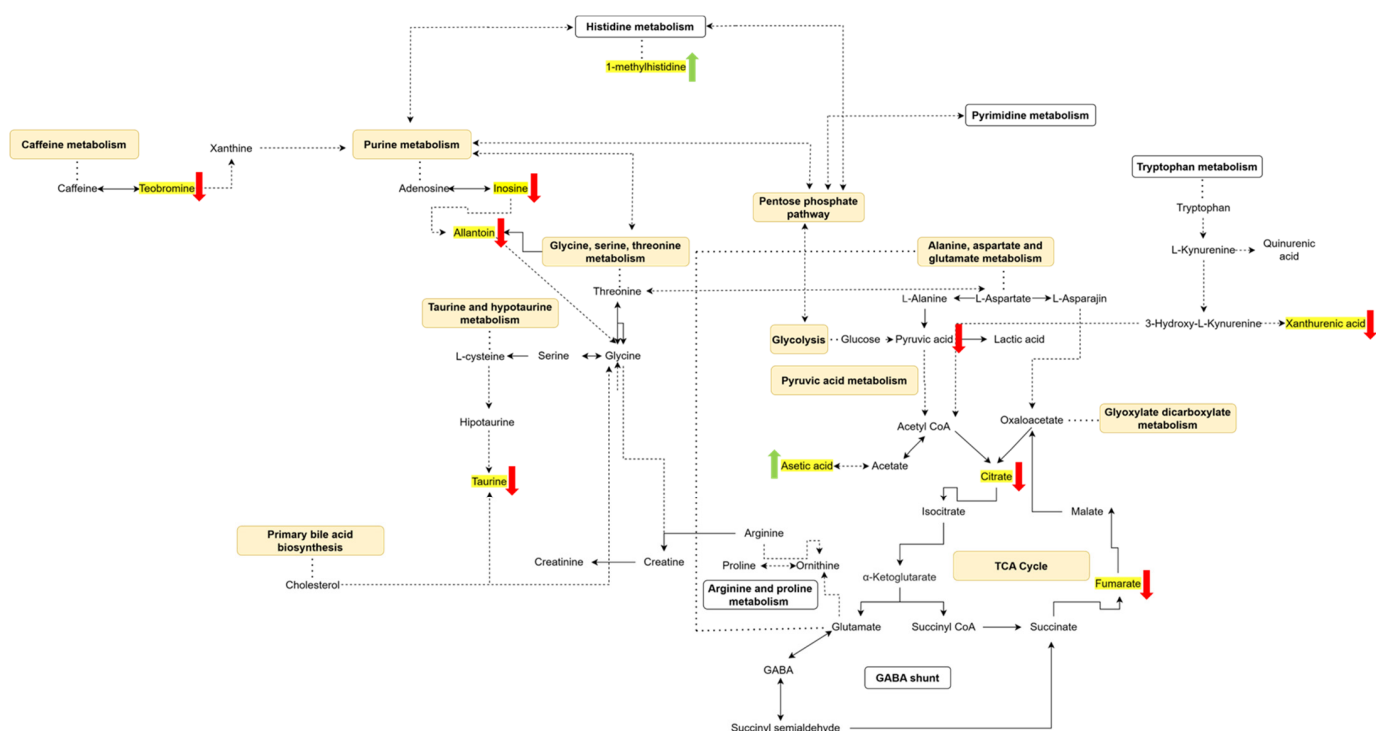 Histidine metabolism
1-methylhistidine
Pyrimidine metabolism
Caffeine metabolism
Xanthine
Purine metabolism
Tryptophan metabolism
Caffeine
Teobromine
Adenosine
Inosine
Pentose phosphate
pathway
Tryptophan
Allantoin
Glycine, serine, threonine
metabolism
Alanine, aspartate and
glutamate metabolism
L-Kynurenine
Quinurenic
acid
Threonine
L-Alanine
L-Aspartate
L-Asparajin
Taurine and hypotaurine
metabolism
3-Hydroxy-L-Kynurenine
Xanthurenic acid
Glycolysis
Glucose
Pyruvic acid
Lactic acid
L-cysteine
Serine
Glycine
Pyruvic acid metabolism
Hipotaurine
Acetyl CoA
Oxaloacetate
Glyoxylate dicarboxylate
metabolism
Asetic acid
Acetate
Citrate
Taurine
Isocitrate
Malate
Primary bile acid
biosynthesis
Arginine
Creatinine
Creatine
Proline
Ornithine
TCA Cycle
Cholesterol
α-Ketoglutarate
Fumarate
Arginine and proline
metabolism
Glutamate
Succinyl CoA
Succinate
GABA
GABA shunt
Succinyl semialdehyde